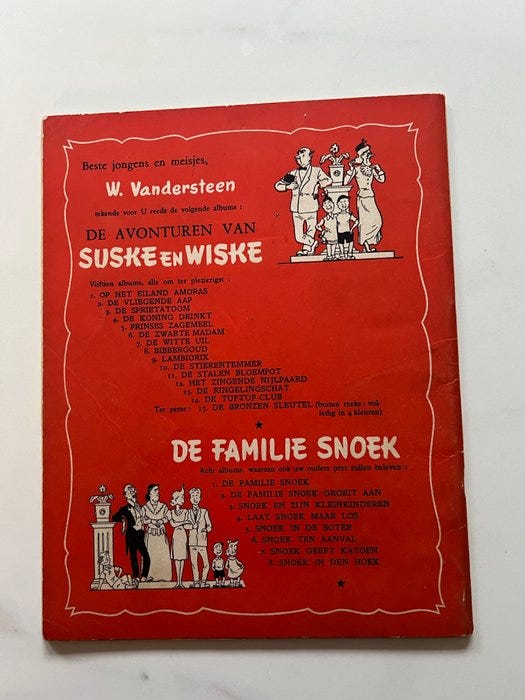 Beste jongens en meisjes,
W. Vandersteen
tekende voor U reeds de volgende albums :
DE AVONTUREN VAN
SUSKE EN WISKE
Vijftien albums, alle om ter plezierigst :
1. OP HET EILAND AMORAS
2. DE VLIEGENDE AAP
3. DE SPRIETATOOM
4. DE KONING DRINKT
5. PRINSES ZAGEMEEL
6. DE ZWARTE MADAM
7. DE WITTE UIL
8. BIBBERGOUD
9. LAMBIORIX
10. DE STIERENTEMMER
11. DE STALEN BLOEMPOT
12. HET ZINGENDE NIJLPAARD
13. DE RINGELINGSCHAT
14. DE TUFTUF-CLUB
Ter perse : 15. DE BRONZEN SLEUTEL (buiten reeks : vol-
ledig in 4 kleuren)
DE FAMILIE SNOEK
Acht albums, waaraan ook uw ouders pret zullen beleven :
1. DE FAMILIE SNOEK
2. DE FAMILIE SNOEK GROEIT AAN
3. SNOEK EN ZIJN KLEINKINDEREN
4. LAAT SNOEK MAAR LOS
5. SNOEK IN DE BOTER
6. SNOEK TEN AANVAL
7. SNOEK GEEFT KATOEN
8. SNOEK IN DEN HOEK